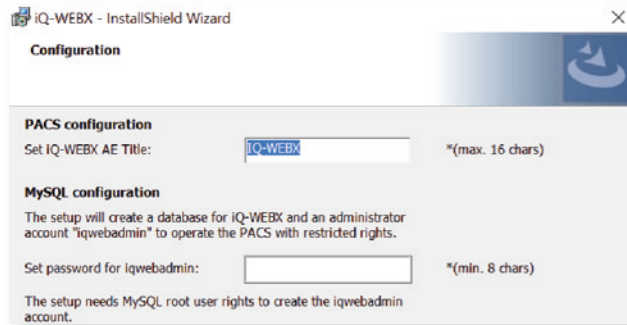 iQ-WEBX - InstallShield Wizard
Configuration
PACS configuration
Set iQ-WEBX AE Title:
IQ-WEBX
*(max. 16 chars)
MySQL configuration
The setup will create a database for iQ-WEBX and an administrator
account "iqwebadmin" to operate the PACS with restricted rights.
Set password for iqwebadmin:
*(min. 8 chars)
The setup needs MySQL root user rights to create the iqwebadmin
account.